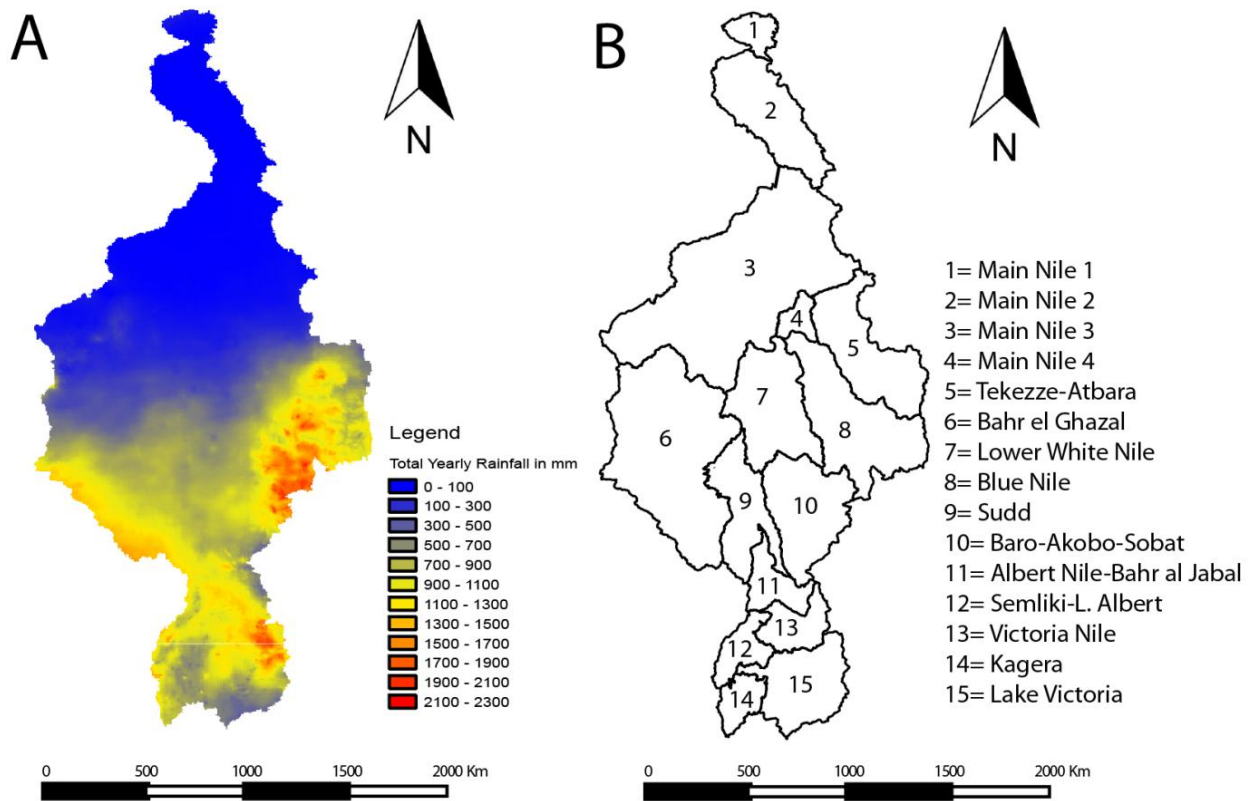 A
N
Legend
Total Yearly Rainfall in mm
0 - 100
100 - 300
300 - 500
500 - 700
700 - 900
900 - 1100
1100 - 1300
1300 - 1500
1500 - 1700
1700 - 1900
1900 - 2100
2100 - 2300
0 500 1000 1500 2000 Km
B
N
1
2
3
4
5
6
7
8
9
10
11
12
13
14
15
1= Main Nile 1
2= Main Nile 2
3= Main Nile 3
4= Main Nile 4
5= Tekezze-Atbara
6= Bahr el Ghazal
7= Lower White Nile
8= Blue Nile
9= Sudd
10= Baro-Akobo-Sobat
11= Albert Nile-Bahr al Jabal
12= Semliki-L. Albert
13= Victoria Nile
14= Kagera
15= Lake Victoria
0 500 1000 1500 2000 Km